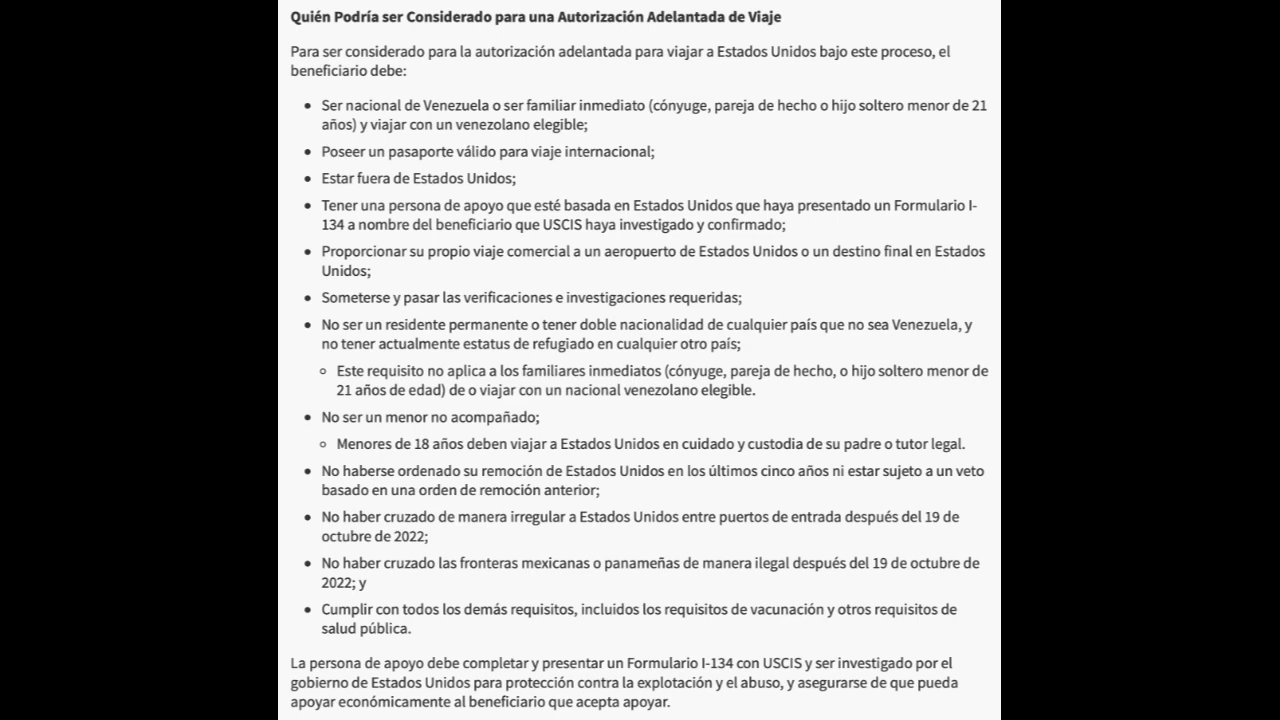 Quién Podría ser Considerado para una Autorización Adelantada de Viaje
Para ser considerado para la autorización adelantada para viajar a Estados Unidos bajo este proceso, el
beneficiario debe:
• Ser nacional de Venezuela o ser familiar inmediato (cónyuge, pareja de hecho o hijo soltero menor de 21
años) y viajar con un venezolano elegible;
• Poseer un pasaporte válido para viaje internacional;
• Estar fuera de Estados Unidos;
• Tener una persona de apoyo que esté basada en Estados Unidos que haya presentado un Formulario I-
134 a nombre del beneficiario que USCIS haya investigado y confirmado;
• Proporcionar su propio viaje comercial a un aeropuerto de Estados Unidos o un destino final en Estados
Unidos;
• Someterse y pasar las verificaciones e investigaciones requeridas;
• No ser un residente permanente o tener doble nacionalidad de cualquier país que no sea Venezuela, y
no tener actualmente estatus de refugiado en cualquier otro país;
◦ Este requisito no aplica a los familiares inmediatos (cónyuge, pareja de hecho, o hijo soltero menor de
21 años de edad) de o viajar con un nacional venezolano elegible.
• No ser un menor no acompañado;
◦ Menores de 18 años deben viajar a Estados Unidos en cuidado y custodia de su padre o tutor legal.
• No haberse ordenado su remoción de Estados Unidos en los últimos cinco años ni estar sujeto a un veto
basado en una orden de remoción anterior;
• No haber cruzado de manera irregular a Estados Unidos entre puertos de entrada después del 19 de
octubre de 2022;
• No haber cruzado las fronteras mexicanas o panameñas de manera ilegal después del 19 de octubre de
2022; y
• Cumplir con todos los demás requisitos, incluidos los requisitos de vacunación y otros requisitos de
salud pública.
La persona de apoyo debe completar y presentar un Formulario I-134 con USCIS y ser investigado por el
gobierno de Estados Unidos para protección contra la explotación y el abuso, y asegurarse de que pueda
apoyar económicamente al beneficiario que acepta apoyar.